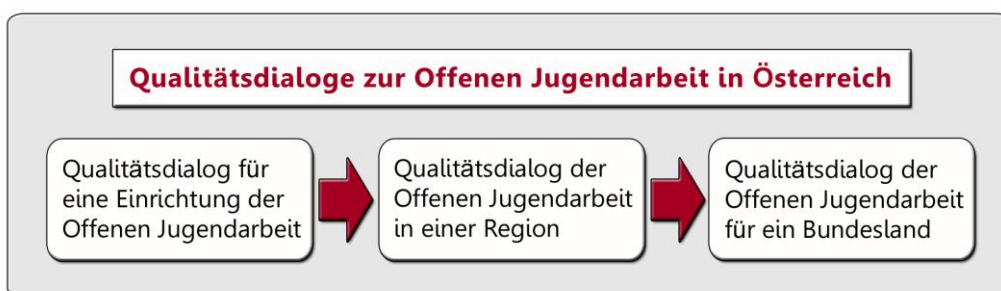 Qualitätsdialoge zur Offenen Jugendarbeit in Österreich
Qualitätsdialog für
eine Einrichtung der
Offenen Jugendarbeit
Qualitätsdialog der
Offenen Jugendarbeit
in einer Region
Qualitätsdialog der
Offenen Jugendarbeit
für ein Bundesland